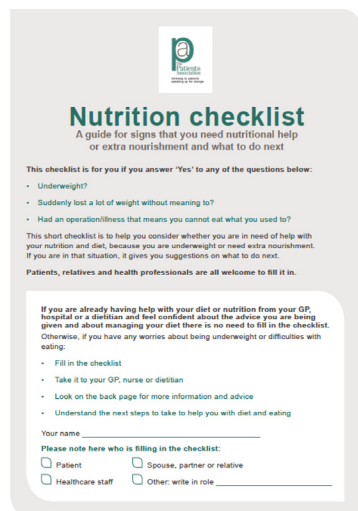 pa
The
Patients
Association
listening to patients
speaking up for change
Nutrition checklist
A guide for signs that you need nutritional help
or extra nourishment and what to do next
This checklist is for you if you answer ‘Yes’ to any of the questions below:
• Underweight?
• Suddenly lost a lot of weight without meaning to?
• Had an operation/illness that means you cannot eat what you used to?
This short checklist is to help you consider whether you are in need of help with
your nutrition and diet, because you are underweight or need extra nourishment.
If you are in that situation, it gives you suggestions on what to do next.
Patients, relatives and health professionals are all welcome to fill it in.
If you are already having help with your diet or nutrition from your GP,
hospital or a dietitian and feel confident about the advice you are being
given and about managing your diet there is no need to fill in the checklist.
Otherwise, if you have any worries about being underweight or difficulties with
eating:
• Fill in the checklist
• Take it to your GP, nurse or dietitian
• Look on the back page for more information and advice
• Understand the next steps to take to help you with diet and eating
Your name
Please note here who is filling in the checklist:
Patient Spouse, partner or relative
Healthcare staff Other: write in role